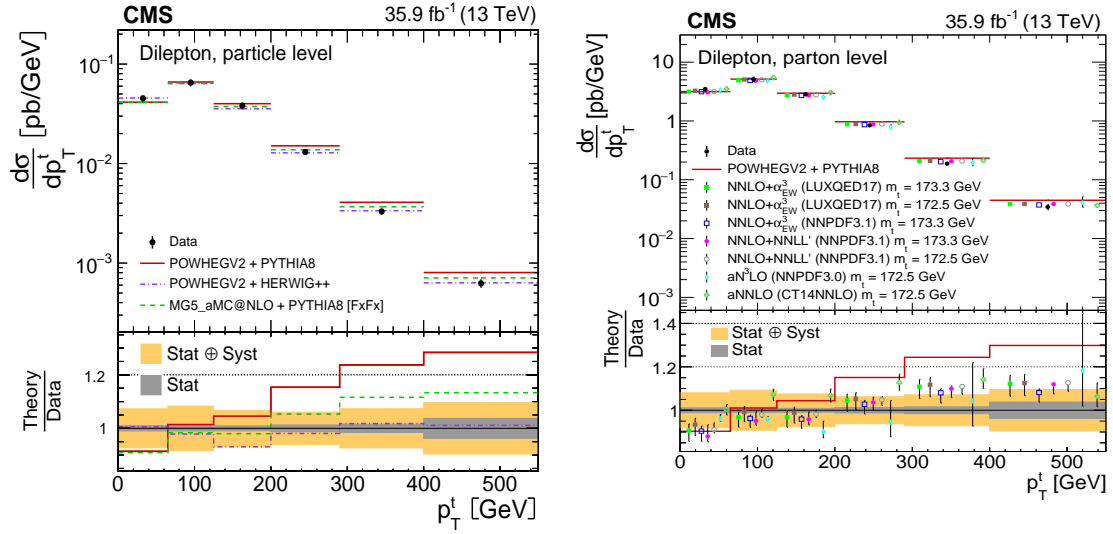 CMS 35.9 fb⁻¹ (13 TeV)
Dilepton, particle level
dσ/dp_T^t [pb/GeV]
10⁻¹
10⁻²
10⁻³
Data
POWHEGV2 + PYTHIA8
POWHEGV2 + HERWIG++
MG5_aMC@NLO + PYTHIA8 [FxFx]
Theory/Data
Stat ⊕ Syst
Stat
1.2
1
0 100 200 300 400 500
p_T^t [GeV]
CMS 35.9 fb⁻¹ (13 TeV)
Dilepton, parton level
dσ/dp_T^t [pb/GeV]
10
1
10⁻¹
10⁻²
10⁻³
Data
POWHEGV2 + PYTHIA8
NNLO+α³_EW (LUXQED17) m_t = 173.3 GeV
NNLO+α³_EW (LUXQED17) m_t = 172.5 GeV
NNLO+α³_EW (NNPDF3.1) m_t = 173.3 GeV
NNLO+NNLL' (NNPDF3.1) m_t = 173.3 GeV
NNLO+NNLL' (NNPDF3.1) m_t = 172.5 GeV
aN³LO (NNPDF3.0) m_t = 172.5 GeV
aNNLO (CT14NNLO) m_t = 172.5 GeV
Theory/Data
1.4
Stat ⊕ Syst
Stat
1.2
1
0.8
0 100 200 300 400 500
p_T^t [GeV]